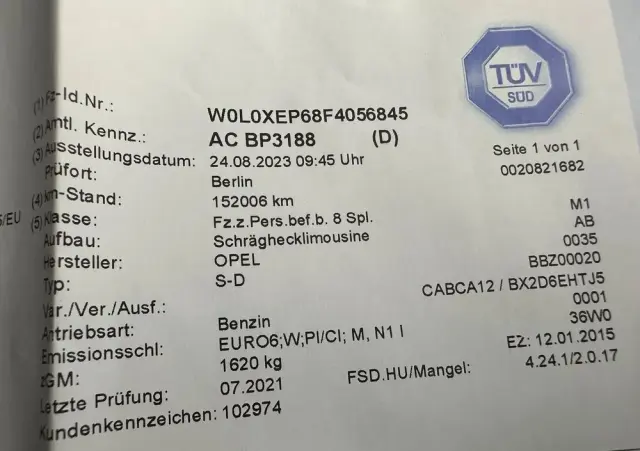 TÜV
SÜD
(1) Fz-Id.Nr.: W0L0XEP68F4056845
(2) Amtl. Kennz.: AC BP3188 (D)
(3) Ausstellungsdatum: 24.08.2023 09:45 Uhr Seite 1 von 1
Prüfort: Berlin 0020821682
(4) km-Stand: 152006 km
/EU (5) Klasse: Fz.z.Pers.bef.b. 8 Spl. M1
Aufbau: Schräghecklimousine AB
Hersteller: OPEL 0035
Typ: S-D BBZ00020
Var./Ver./Ausf.: CABCA12 / BX2D6EHTJ5
Antriebsart: Benzin 0001
Emissionsschl: EURO6;W;PI/CI; M, N1 I 36W0
zGM: 1620 kg EZ: 12.01.2015
Letzte Prüfung: 07.2021 FSD.HU/Mangel: 4.24.1/2.0.17
Kundenkennzeichen: 102974